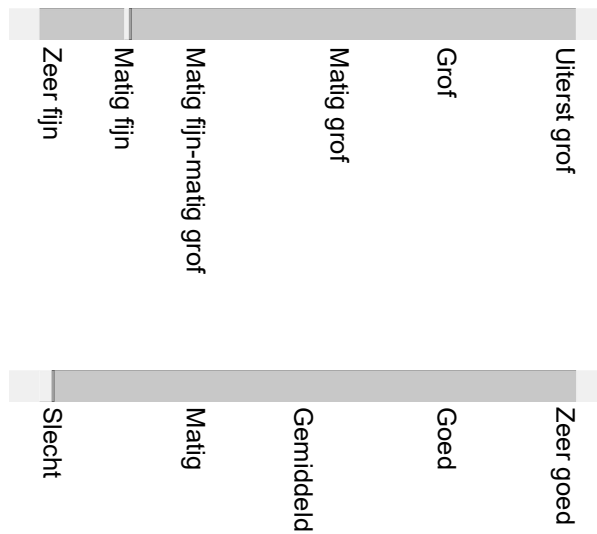 Zeer fijn
Matig fijn
Matig fijn-matig grof
Matig grof
Grof
Uiterst grof
Slecht
Matig
Gemiddeld
Goed
Zeer goed